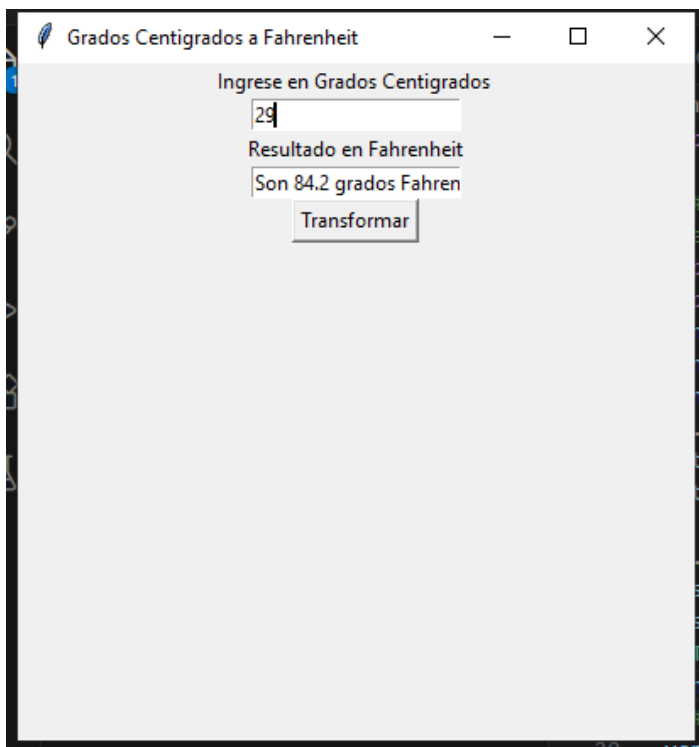 Grados Centigrados a Fahrenheit
Ingrese en Grados Centigrados
29
Resultado en Fahrenheit
Son 84.2 grados Fahren
Transformar